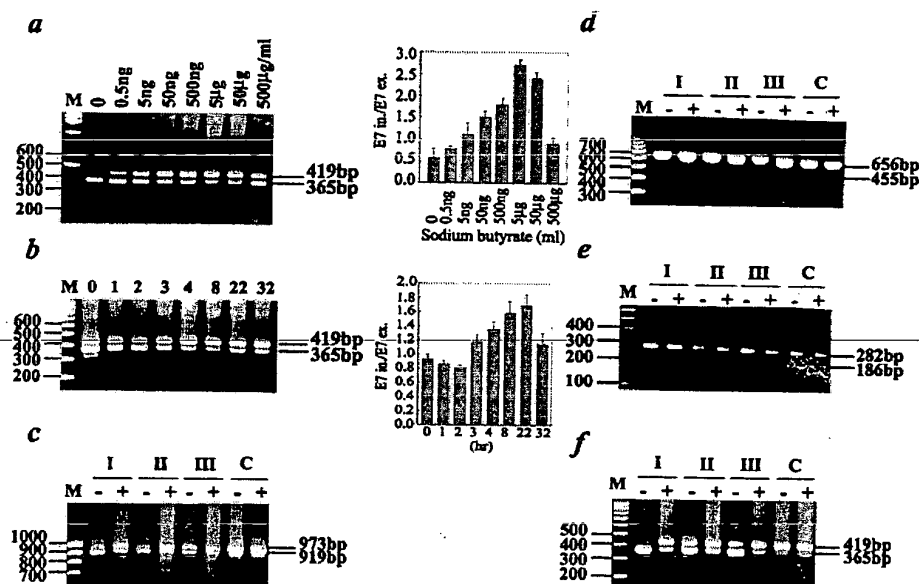 a
M 0 0.5ng 5ng 50ng 500ng 5µg 50µg 500µg/ml
600
500
400
300
200
419bp
365bp
E7 in./E7 ex.
3.0
2.5
2.0
1.5
1.0
0.5
0.0
0 0.5ng 5ng 50ng 500ng 5µg 50µg 500µg
Sodium butyrate (ml)
d
I II III C
M - + - + - + - +
700
600
500
400
300
656bp
455bp
b
M 0 1 2 3 4 8 22 32
600
500
400
300
200
419bp
365bp
E7 in./E7 ex.
2.0
1.8
1.6
1.4
1.2
1.0
0.8
0.6
0.4
0.2
0.0
0 1 2 3 4 8 22 32
(hr)
e
I II III C
M - + - + - + - +
400
300
200
100
282bp
186bp
c
I II III C
M - + - + - + - +
1000
900
800
700
973bp
919bp
f
I II III C
M - + - + - + - +
500
400
300
200
419bp
365bp